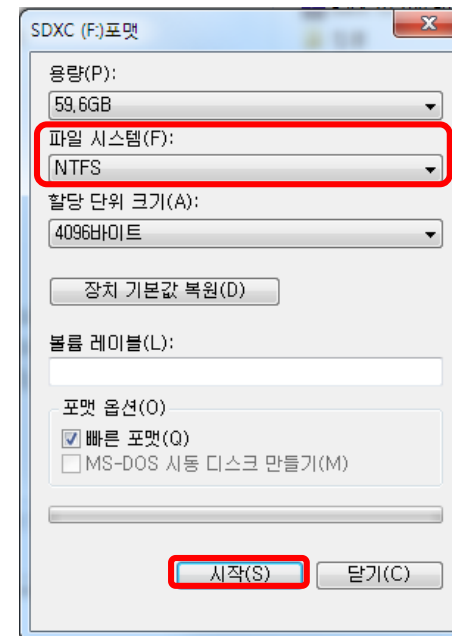 SDXC (F:)포맷
용량(P):
59,6GB
파일 시스템(F):
NTFS
할당 단위 크기(A):
4096바이트
장치 기본값 복원(D)
볼륨 레이블(L):
포맷 옵션(O)
빠른 포맷(Q)
MS-DOS 시동 디스크 만들기(M)
시작(S) 닫기(C)